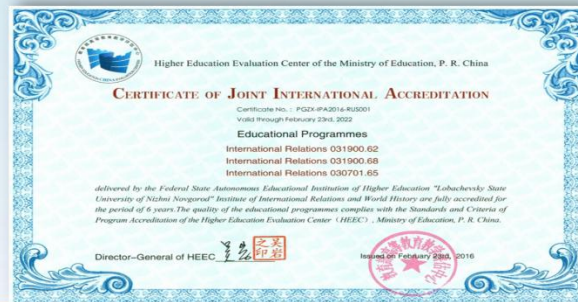 Higher Education Evaluation Center of the Ministry of Education, P. R. China
CERTIFICATE OF JOINT INTERNATIONAL ACCREDITATION
Certificate No. : PGZX-IPA2016-RUS001
Valid through February 23rd, 2022
Educational Programmes
International Relations 031900.62
International Relations 031900.68
International Relations 030701.65
delivered by the Federal State Autonomous Educational Institution of Higher Education "Lobachevsky State
University of Nizhni Novgorod" Institute of International Relations and World History are fully accredited for
the period of 6 years.The quality of the educational programmes complies with the Standards and Criteria of
Program Accreditation of the Higher Education Evaluation Center (HEEC) , Ministry of Education, P. R. China.
Director-General of HEEC
Issued on February 23rd, 2016